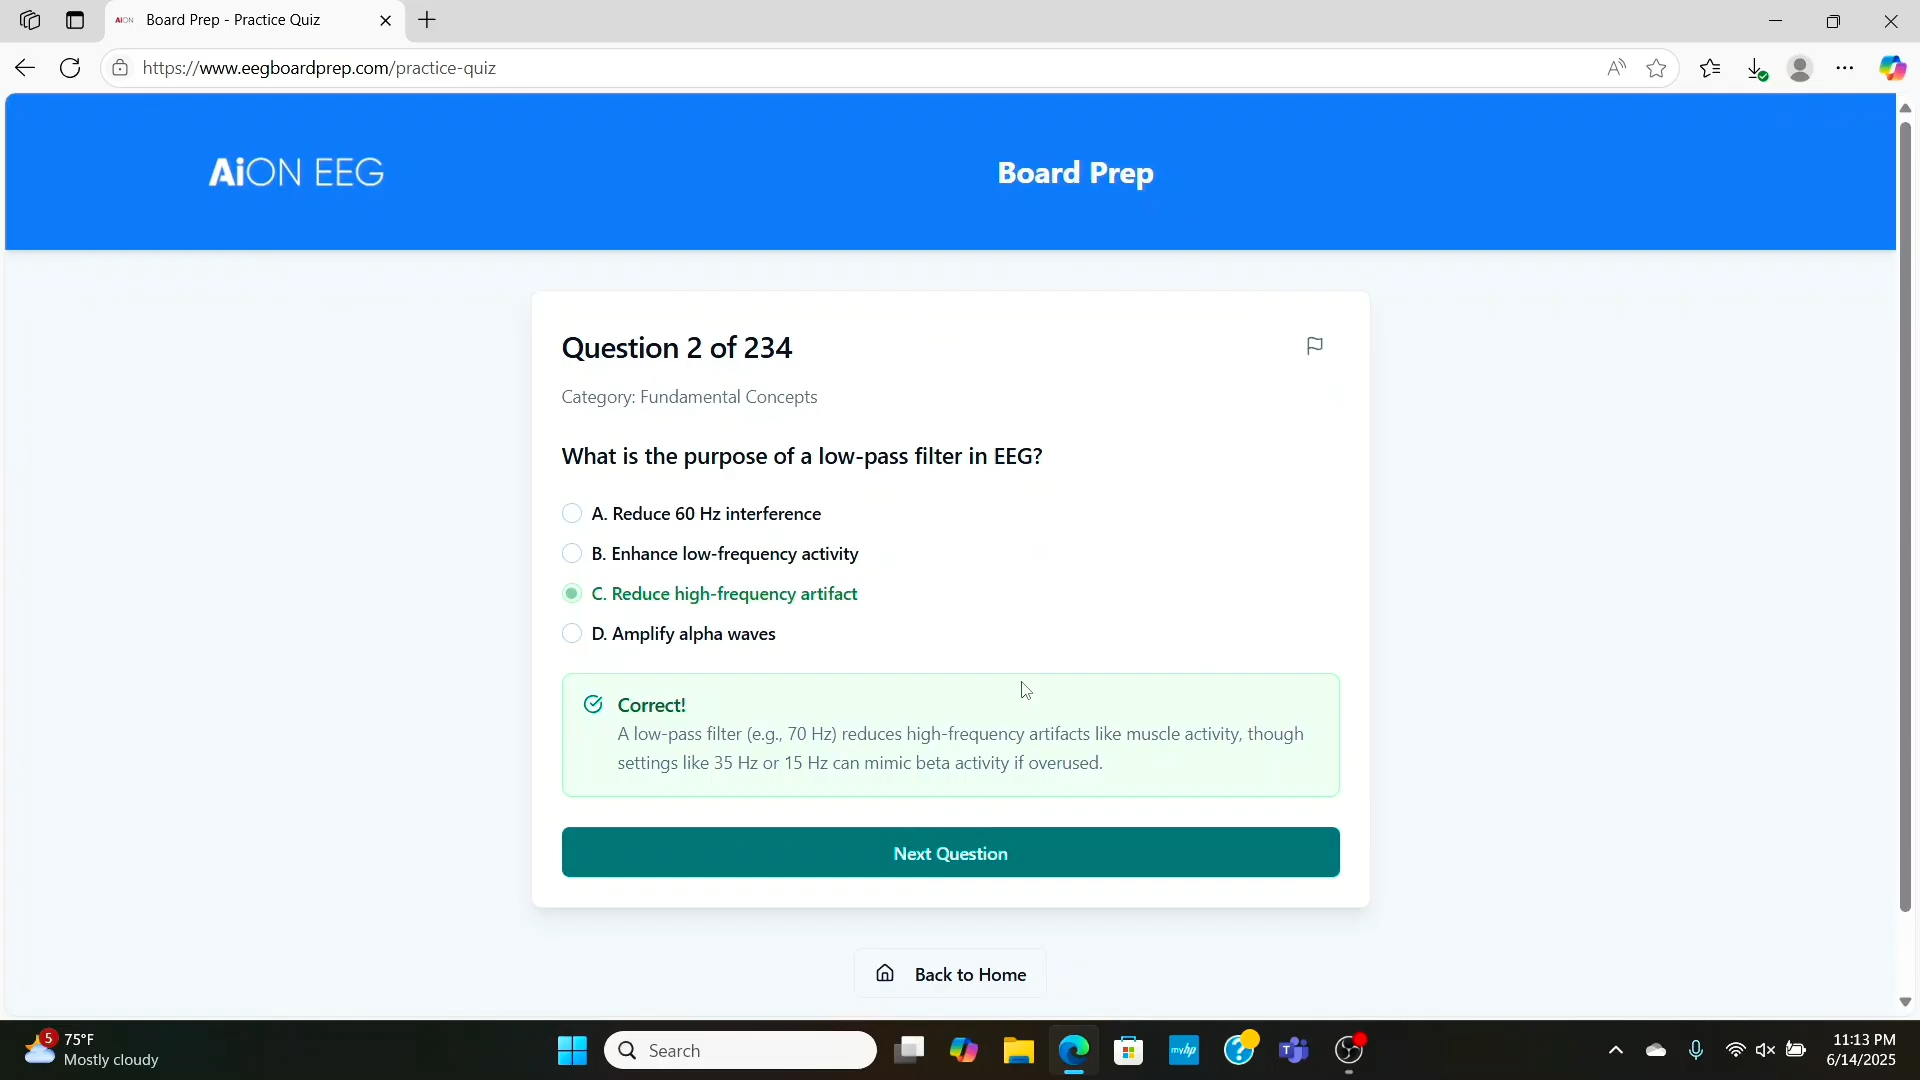 AiON
Board Prep - Practice Quiz
https://www.eegboardprep.com/practice-quiz
AiON EEG
Board Prep
Question 2 of 234
Category: Fundamental Concepts
What is the purpose of a low-pass filter in EEG?
A. Reduce 60 Hz interference
B. Enhance low-frequency activity
C. Reduce high-frequency artifact
D. Amplify alpha waves
Correct!
A low-pass filter (e.g., 70 Hz) reduces high-frequency artifacts like muscle activity, though
settings like 35 Hz or 15 Hz can mimic beta activity if overused.
Next Question
Back to Home
5
75°F
Mostly cloudy
Search
myhp
?
T
11:13 PM
6/14/2025